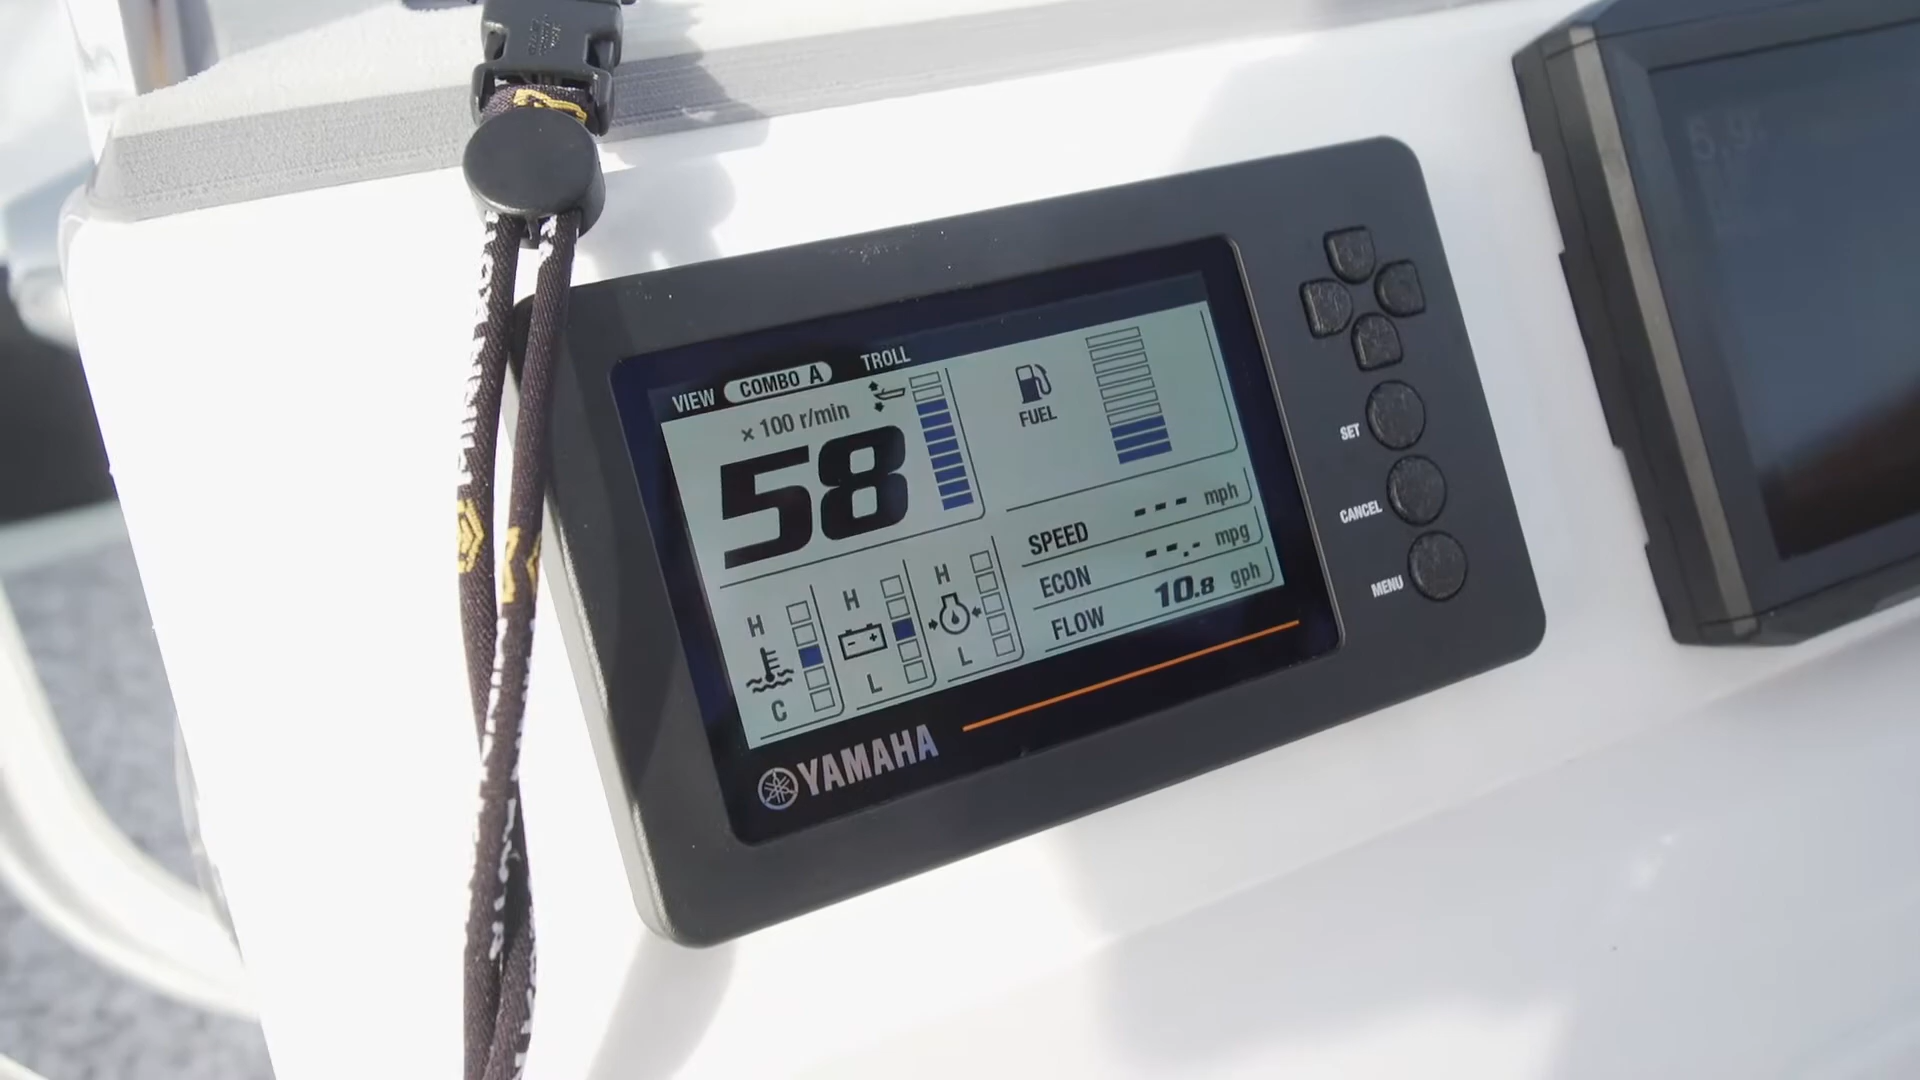 VIEW COMBO A TROLL
× 100 r/min
58
FUEL
SPEED ---  mph
ECON --.- mpg
FLOW 10.8 gph
H
C
H
L
H
L
YAMAHA
SET
CANCEL
MENU